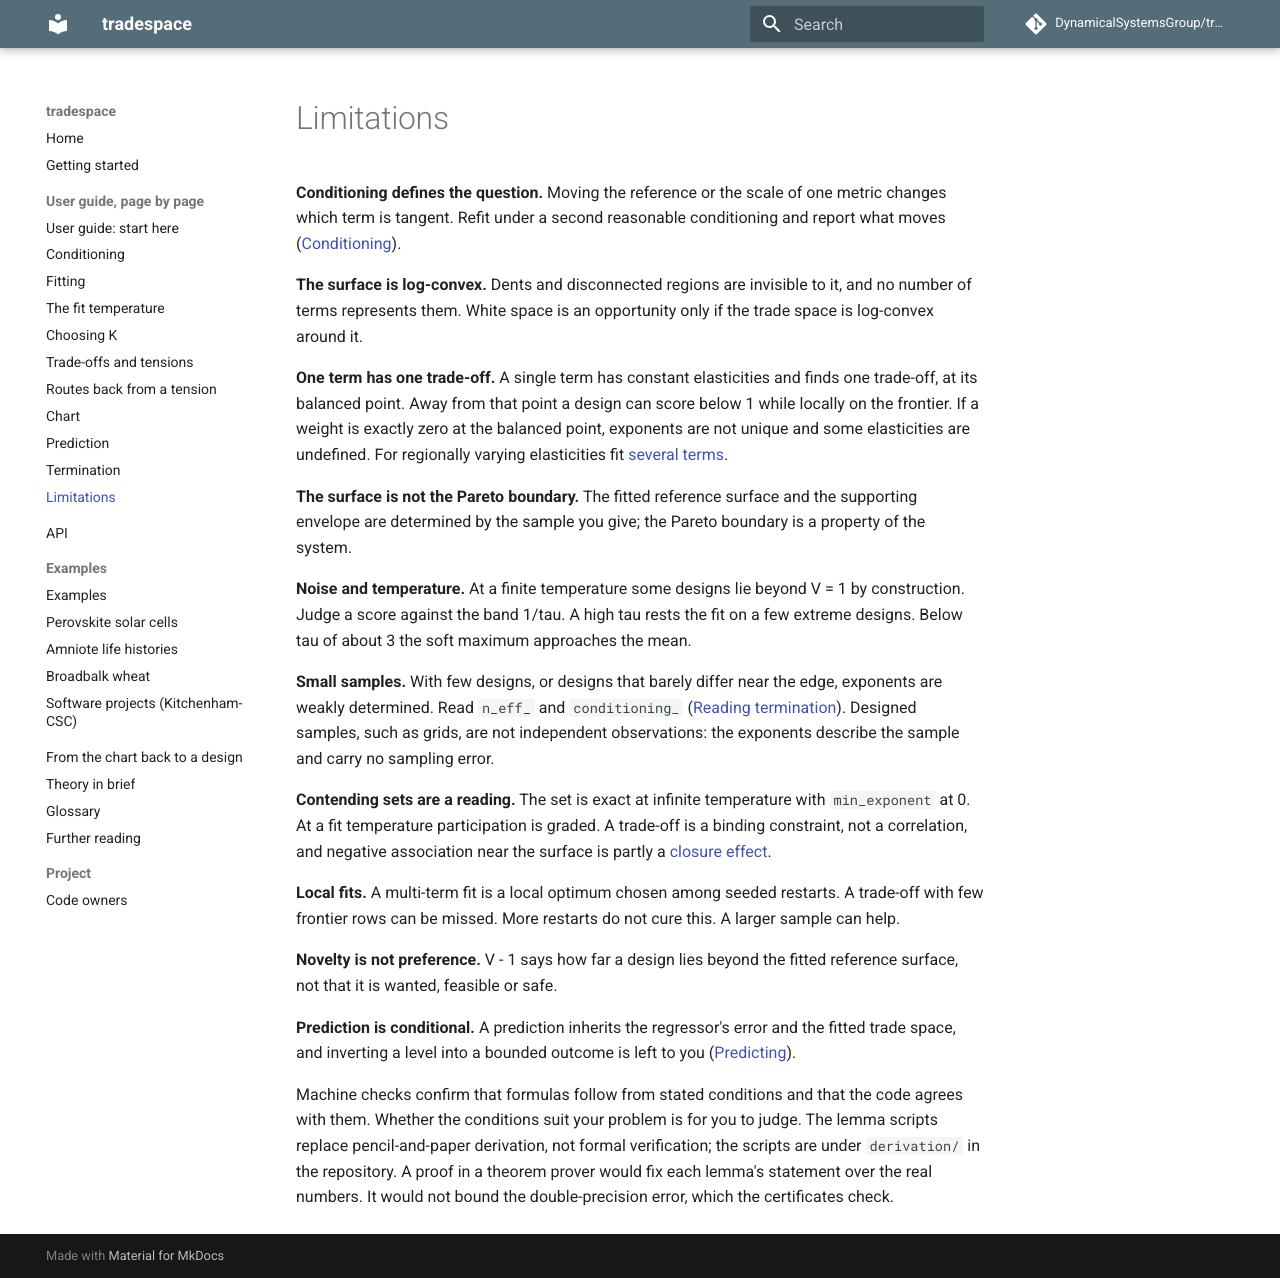 tradespace
Search
DynamicalSystemsGroup/tr...
tradespace
Home
Getting started
User guide, page by page
User guide: start here
Conditioning
Fitting
The fit temperature
Choosing K
Trade-offs and tensions
Routes back from a tension
Chart
Prediction
Termination
Limitations
API
Examples
Examples
Perovskite solar cells
Amniote life histories
Broadbalk wheat
Software projects (Kitchenham-
CSC)
From the chart back to a design
Theory in brief
Glossary
Further reading
Project
Code owners
Limitations
Conditioning defines the question. Moving the reference or the scale of one metric changes
which term is tangent. Refit under a second reasonable conditioning and report what moves
(Conditioning).
The surface is log-convex. Dents and disconnected regions are invisible to it, and no number of
terms represents them. White space is an opportunity only if the trade space is log-convex
around it.
One term has one trade-off. A single term has constant elasticities and finds one trade-off, at its
balanced point. Away from that point a design can score below 1 while locally on the frontier. If a
weight is exactly zero at the balanced point, exponents are not unique and some elasticities are
undefined. For regionally varying elasticities fit several terms.
The surface is not the Pareto boundary. The fitted reference surface and the supporting
envelope are determined by the sample you give; the Pareto boundary is a property of the
system.
Noise and temperature. At a finite temperature some designs lie beyond V = 1 by construction.
Judge a score against the band 1/tau. A high tau rests the fit on a few extreme designs. Below
tau of about 3 the soft maximum approaches the mean.
Small samples. With few designs, or designs that barely differ near the edge, exponents are
weakly determined. Read n_eff_ and conditioning_ (Reading termination). Designed
samples, such as grids, are not independent observations: the exponents describe the sample
and carry no sampling error.
Contending sets are a reading. The set is exact at infinite temperature with min_exponent at 0.
At a fit temperature participation is graded. A trade-off is a binding constraint, not a correlation,
and negative association near the surface is partly a closure effect.
Local fits. A multi-term fit is a local optimum chosen among seeded restarts. A trade-off with few
frontier rows can be missed. More restarts do not cure this. A larger sample can help.
Novelty is not preference. V - 1 says how far a design lies beyond the fitted reference surface,
not that it is wanted, feasible or safe.
Prediction is conditional. A prediction inherits the regressor's error and the fitted trade space,
and inverting a level into a bounded outcome is left to you (Predicting).
Machine checks confirm that formulas follow from stated conditions and that the code agrees
with them. Whether the conditions suit your problem is for you to judge. The lemma scripts
replace pencil-and-paper derivation, not formal verification; the scripts are under derivation/ in
the repository. A proof in a theorem prover would fix each lemma's statement over the real
numbers. It would not bound the double-precision error, which the certificates check.
Made with Material for MkDocs